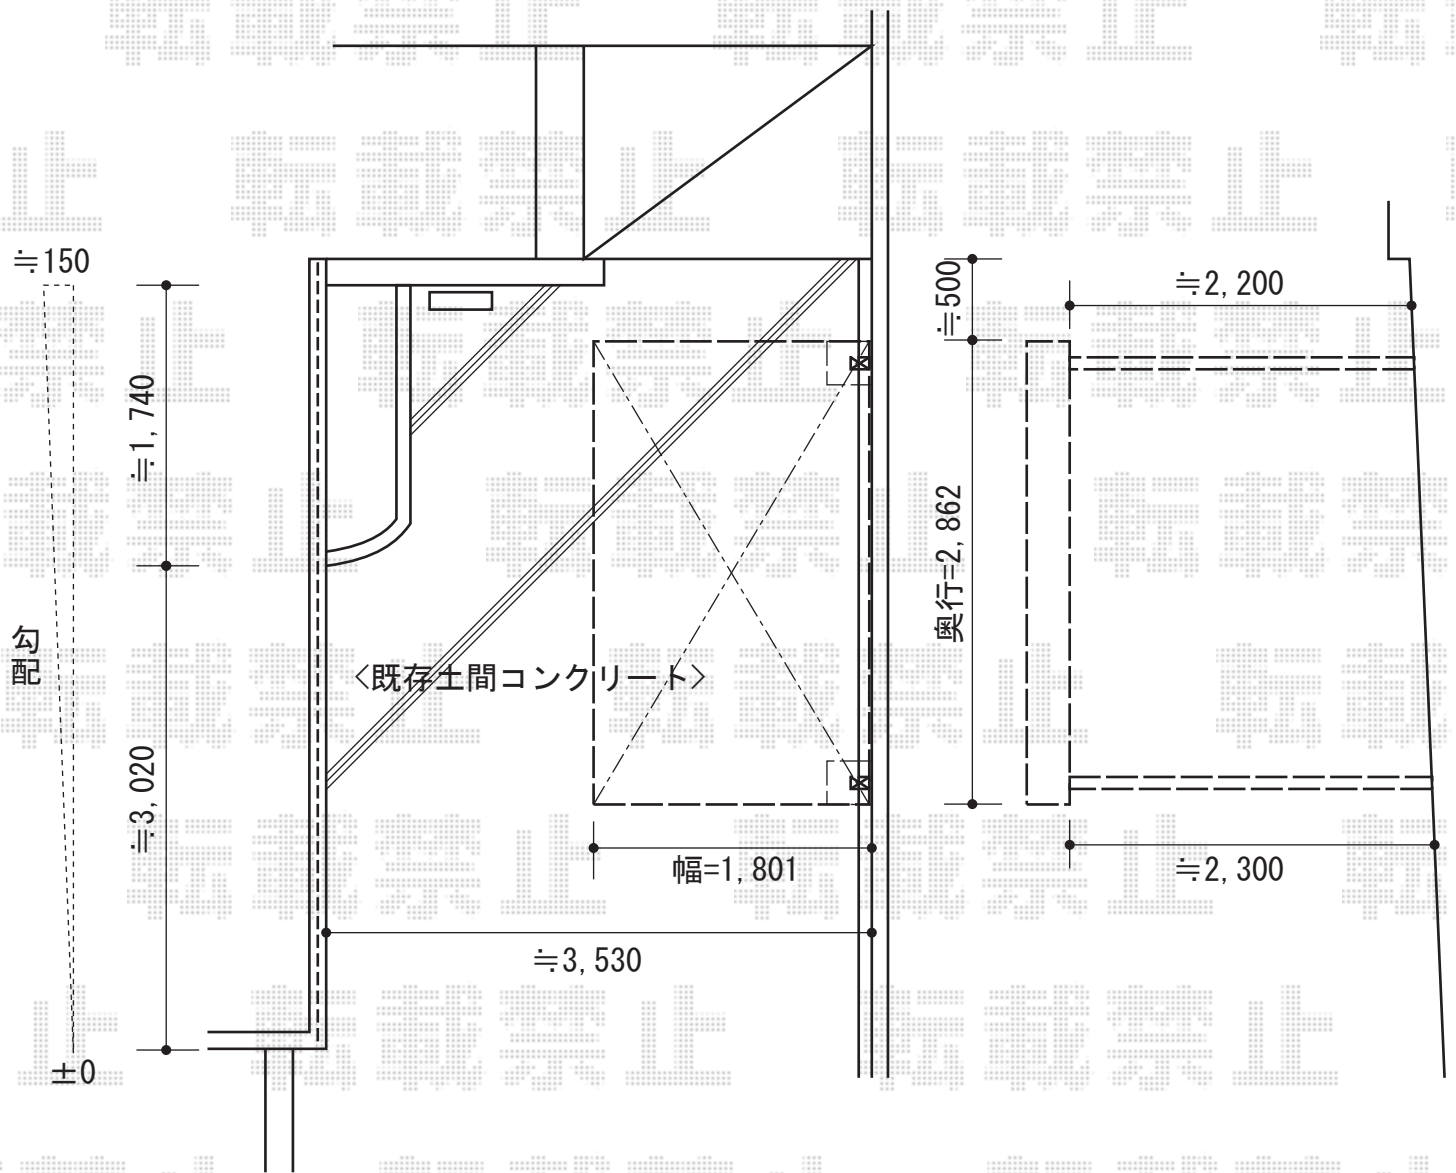 転載禁止
≒150
≒500
≒2,200
≒1,740
奥行=2,862
勾配
<既存土間コンクリート>
≒3,020
幅=1,801
≒2,300
≒3,530
±0